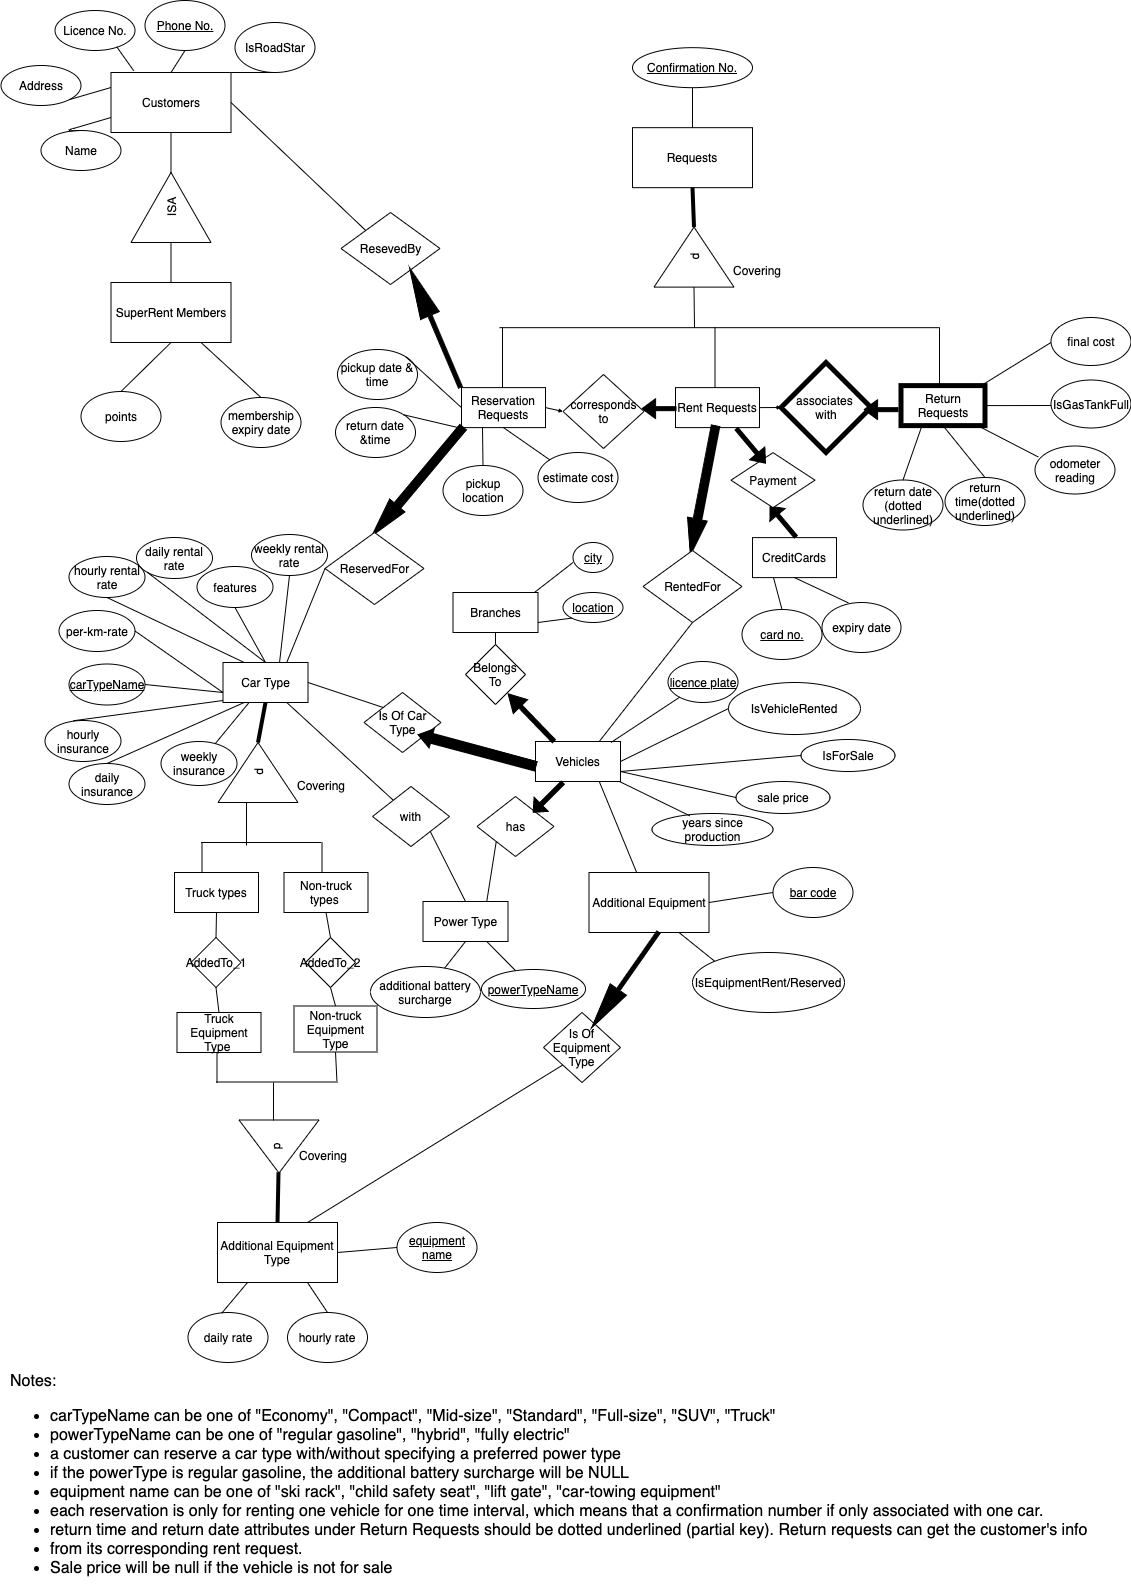 Licence No.
Phone No.
IsRoadStar
Address
Customers
Name
ISA
SuperRent Members
points
membership
expiry date
ResevedBy
Confirmation No.
Requests
d
Covering
pickup date &
time
return date
&time
Reservation
Requests
pickup
location
estimate cost
corresponds
to
Rent Requests
associates
with
Return
Requests
final cost
IsGasTankFull
odometer
reading
return date
(dotted
underlined)
return
time(dotted
underlined)
Payment
CreditCards
card no.
expiry date
ReservedFor
RentedFor
hourly rental
rate
daily rental
rate
features
weekly rental
rate
per-km-rate
carTypeName
Car Type
hourly
insurance
daily
insurance
weekly
insurance
d
Covering
city
Branches
location
Belongs
To
Is Of Car
Type
licence plate
IsVehicleRented
Vehicles
IsForSale
sale price
years since
production
with
has
Truck types
Non-truck
types
Power Type
additional battery
surcharge
powerTypeName
Additional Equipment
bar code
IsEquipmentRent/Reserved
AddedTo_1
AddedTo_2
Truck
Equipment
Type
Non-truck
Equipment
Type
Is Of
Equipment
Type
d
Covering
Additional Equipment
Type
equipment
name
daily rate
hourly rate
Notes:
• carTypeName can be one of "Economy", "Compact", "Mid-size", "Standard", "Full-size", "SUV", "Truck"
• powerTypeName can be one of "regular gasoline", "hybrid", "fully electric"
• a customer can reserve a car type with/without specifying a preferred power type
• if the powerType is regular gasoline, the additional battery surcharge will be NULL
• equipment name can be one of "ski rack", "child safety seat", "lift gate", "car-towing equipment"
• each reservation is only for renting one vehicle for one time interval, which means that a confirmation number if only associated with one car.
• return time and return date attributes under Return Requests should be dotted underlined (partial key). Return requests can get the customer's info
• from its corresponding rent request.
• Sale price will be null if the vehicle is not for sale